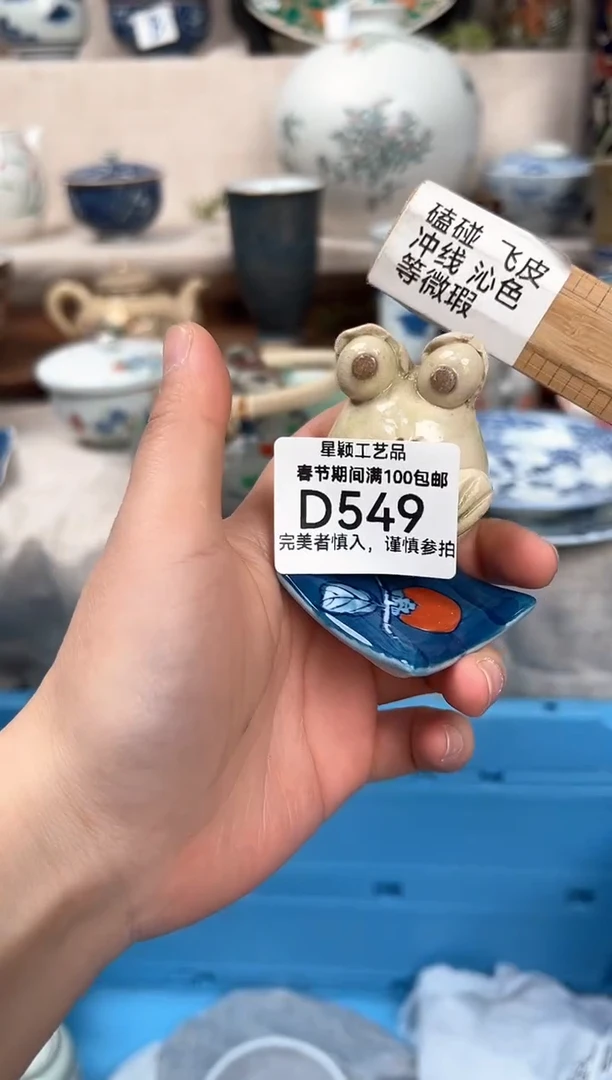 磕碰 飞皮
冲线 沁色
等微瑕
星颖工艺品
春节期间满100包邮
D549
完美者慎入，谨慎参拍